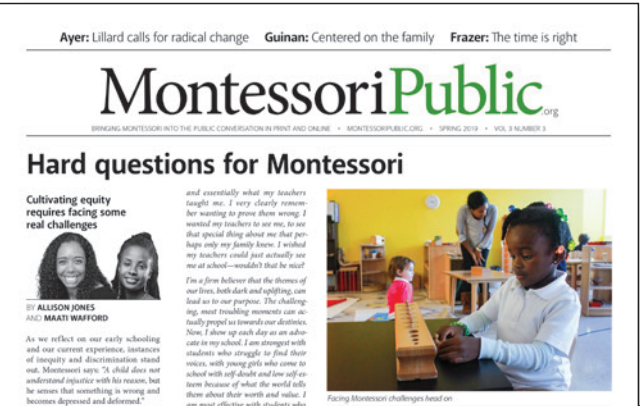 Ayer: Lillard calls for radical change Guinan: Centered on the family Frazer: The time is right
MontessoriPublic.org
BRINGING MONTESSORI INTO THE PUBLIC CONVERSATION IN PRINT AND ONLINE • MONTESSORIPUBLIC.ORG • SPRING 2019 • VOL 3 NUMBER 3
Hard questions for Montessori
Cultivating equity
requires facing some
real challenges
BY ALLISON JONES
AND MAATI WAFFORD
As we reflect on our early schooling
and our current experience, instances
of inequity and discrimination stand
out. Montessori says: “A child does not
understand injustice with his reason, but
he senses that something is wrong and
becomes depressed and deformed.”
and essentially what my teachers
taught me. I very clearly remem-
ber wanting to prove them wrong. I
wanted my teachers to see me, to see
that special thing about me that per-
haps only my family knew. I wished
my teachers could just actually see
me at school—wouldn’t that be nice?
I’m a firm believer that the themes of
our lives, both dark and uplifting, can
lead us to our purpose. The challeng-
ing, most troubling moments can ac-
tually propel us towards our destinies.
Now, I show up each day as an advo-
cate in my school. I am strongest with
students who struggle to find their
voices, with young girls who come to
school with self-doubt and low self-es-
teem because of what the world tells
them about their worth and value. I
am most effective with students who
Facing Montessori challenges head on